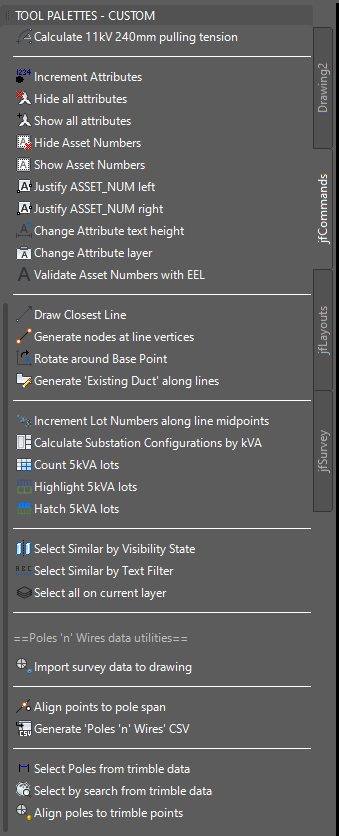 TOOL PALETTES - CUSTOM
Calculate 11kV 240mm pulling tension
Increment Attributes
Hide all attributes
Show all attributes
Hide Asset Numbers
Show Asset Numbers
Justify ASSET_NUM left
Justify ASSET_NUM right
Change Attribute text height
Change Attribute layer
Validate Asset Numbers with EEL
Draw Closest Line
Generate nodes at line vertices
Rotate around Base Point
Generate 'Existing Duct' along lines
Increment Lot Numbers along line midpoints
Calculate Substation Configurations by kVA
Count 5kVA lots
Highlight 5kVA lots
Hatch 5kVA lots
Select Similar by Visibility State
Select Similar by Text Filter
Select all on current layer
==Poles 'n' Wires data utilities==
Import survey data to drawing
Align points to pole span
Generate 'Poles 'n' Wires' CSV
Select Poles from trimble data
Select by search from trimble data
Align poles to trimble points
Drawing2
jfCommands
jfLayouts
jfSurvey